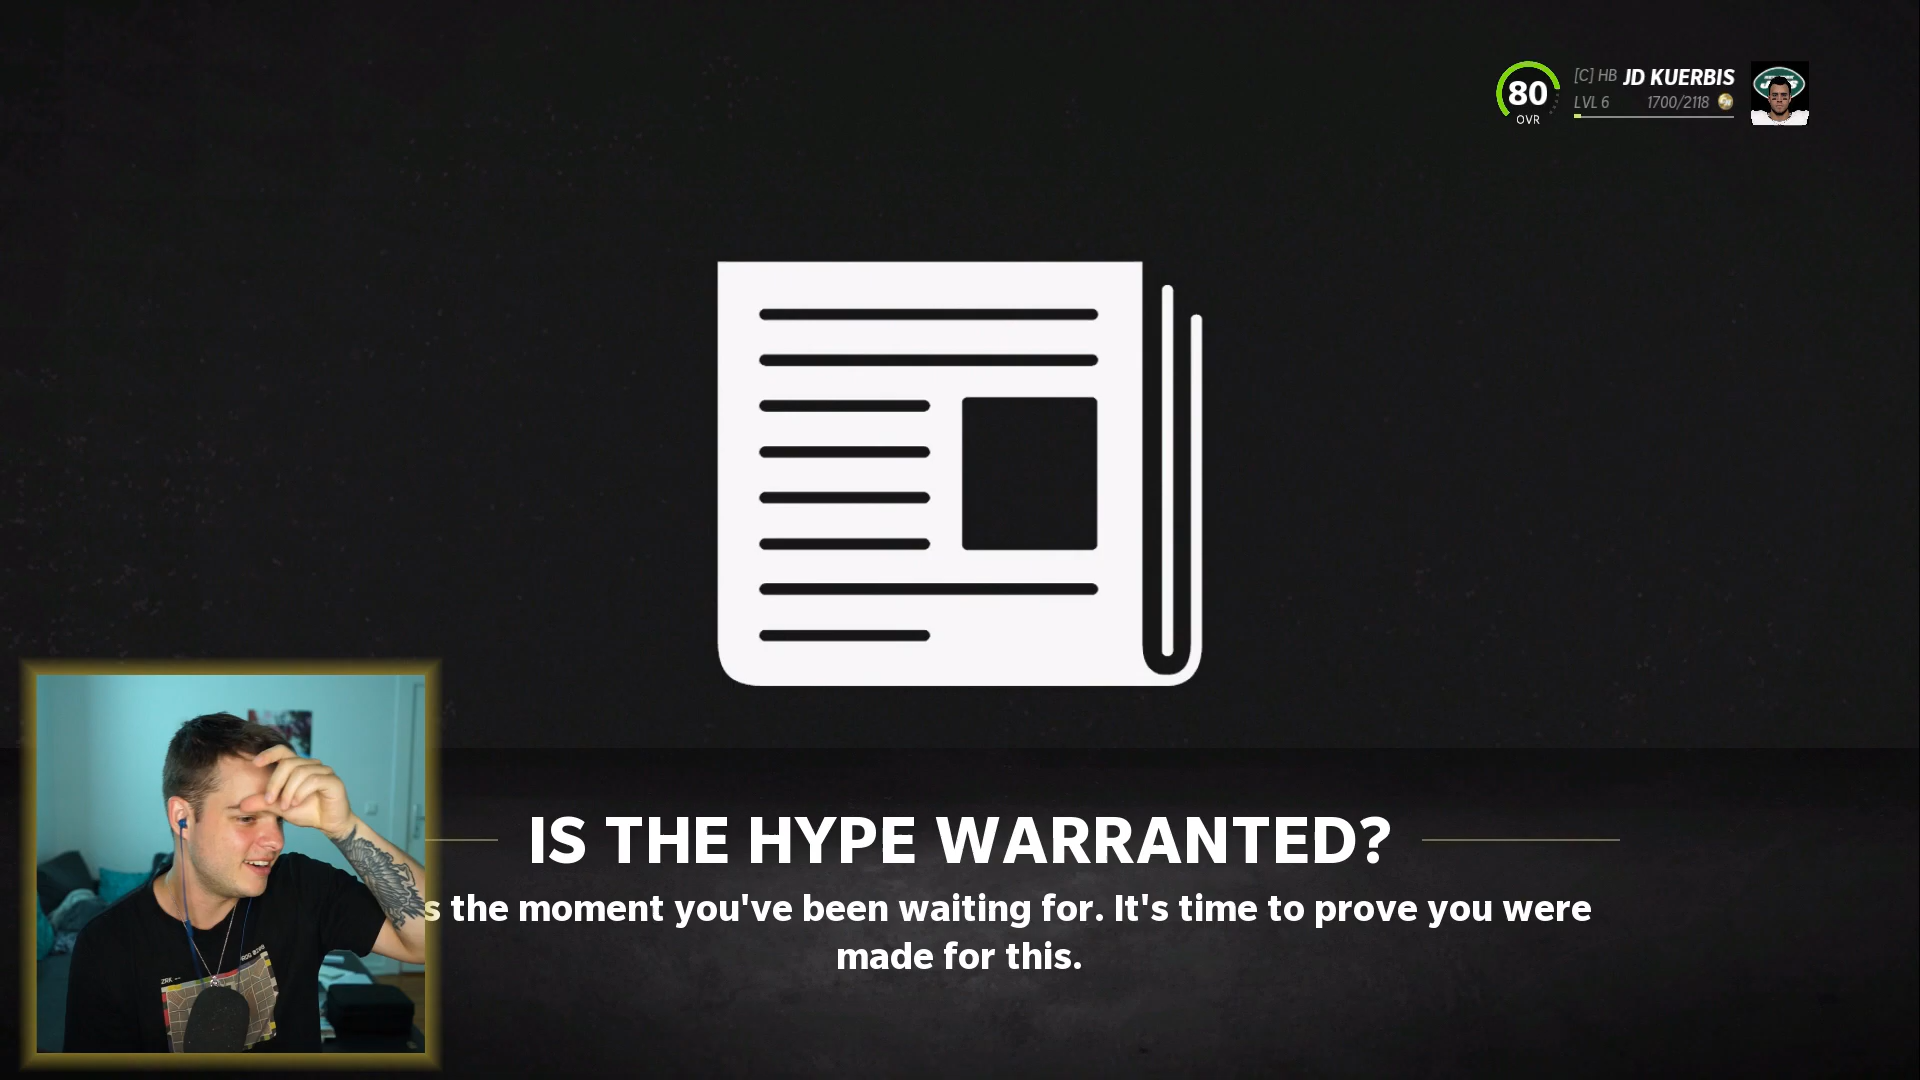 80
OVR
[C] HB JD KUERBIS
LVL 6 1700/2118
JETS
IS THE HYPE WARRANTED?
s the moment you've been waiting for. It's time to prove you were
made for this.